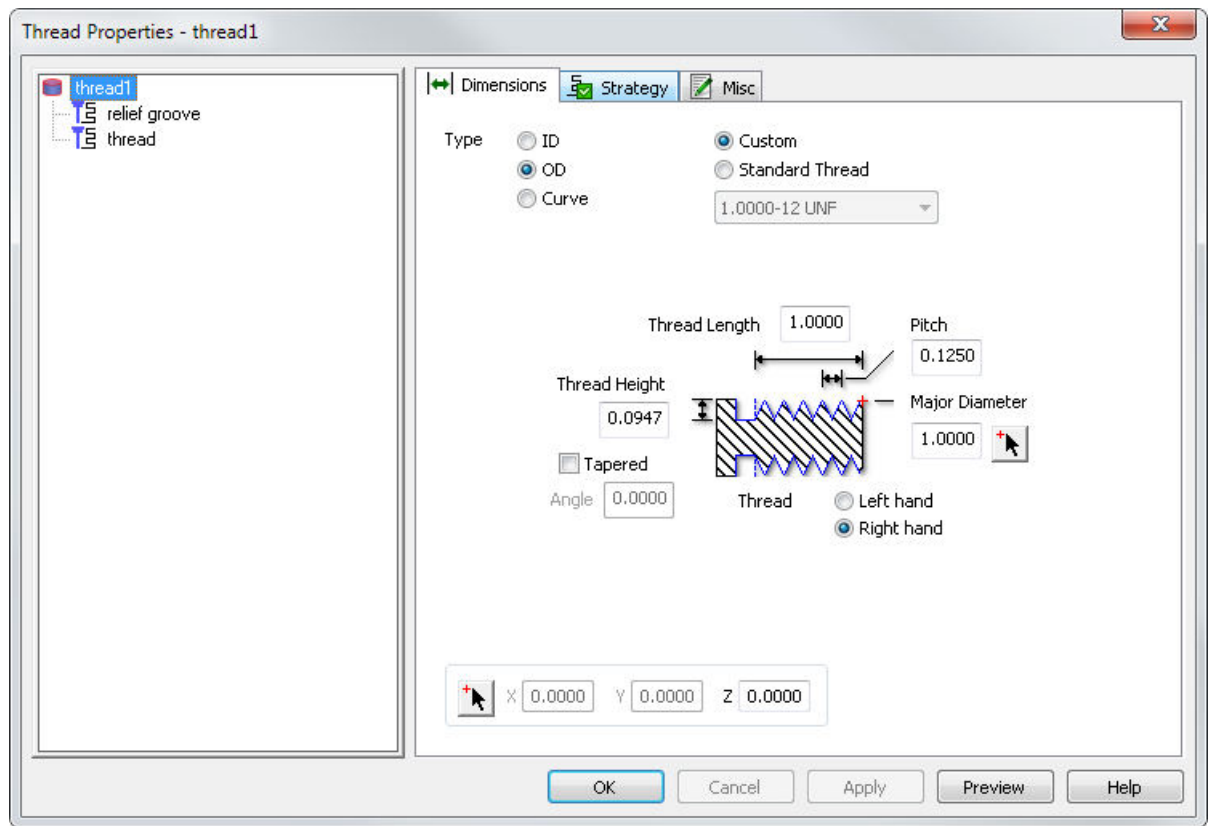 Thread Properties - thread1
thread1
relief groove
thread
Dimensions Strategy Misc
Type ID Custom
OD Standard Thread
Curve 1.0000-12 UNF
Thread Length 1.0000 Pitch
0.1250
Thread Height Major Diameter
0.0947 1.0000
Tapered
Angle 0.0000 Thread Left hand
Right hand
X 0.0000 Y 0.0000 Z 0.0000
OK Cancel Apply Preview Help